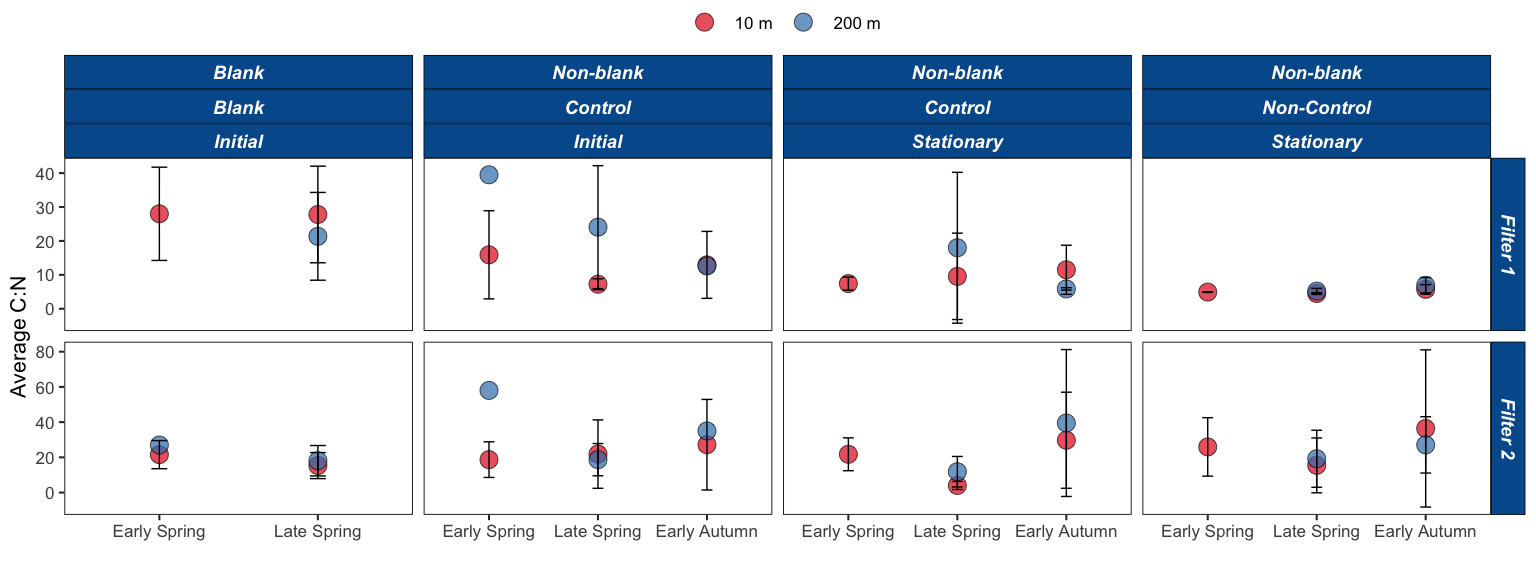 10 m 200 m
Blank Non-blank Non-blank Non-blank
Blank Control Control Non-Control
Initial Initial Stationary Stationary
Average C:N
40
30
20
10
0
Filter 1
80
60
40
20
0
Filter 2
Early Spring Late Spring Early Spring Late Spring Early Autumn Early Spring Late Spring Early Autumn Early Spring Late Spring Early Autumn